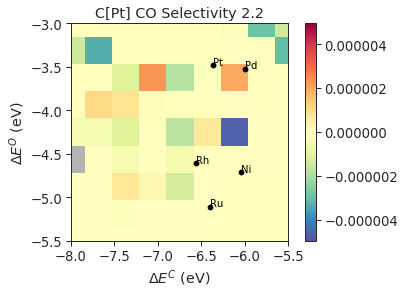 C[Pt] CO Selectivity 2.2
−3.0
−3.5
−4.0
−4.5
−5.0
−5.5
ΔE^O (eV)
Pt
Pd
Rh
Ni
Ru
−8.0 −7.5 −7.0 −6.5 −6.0 −5.5
ΔE^C (eV)
0.000004
0.000002
0.000000
−0.000002
−0.000004